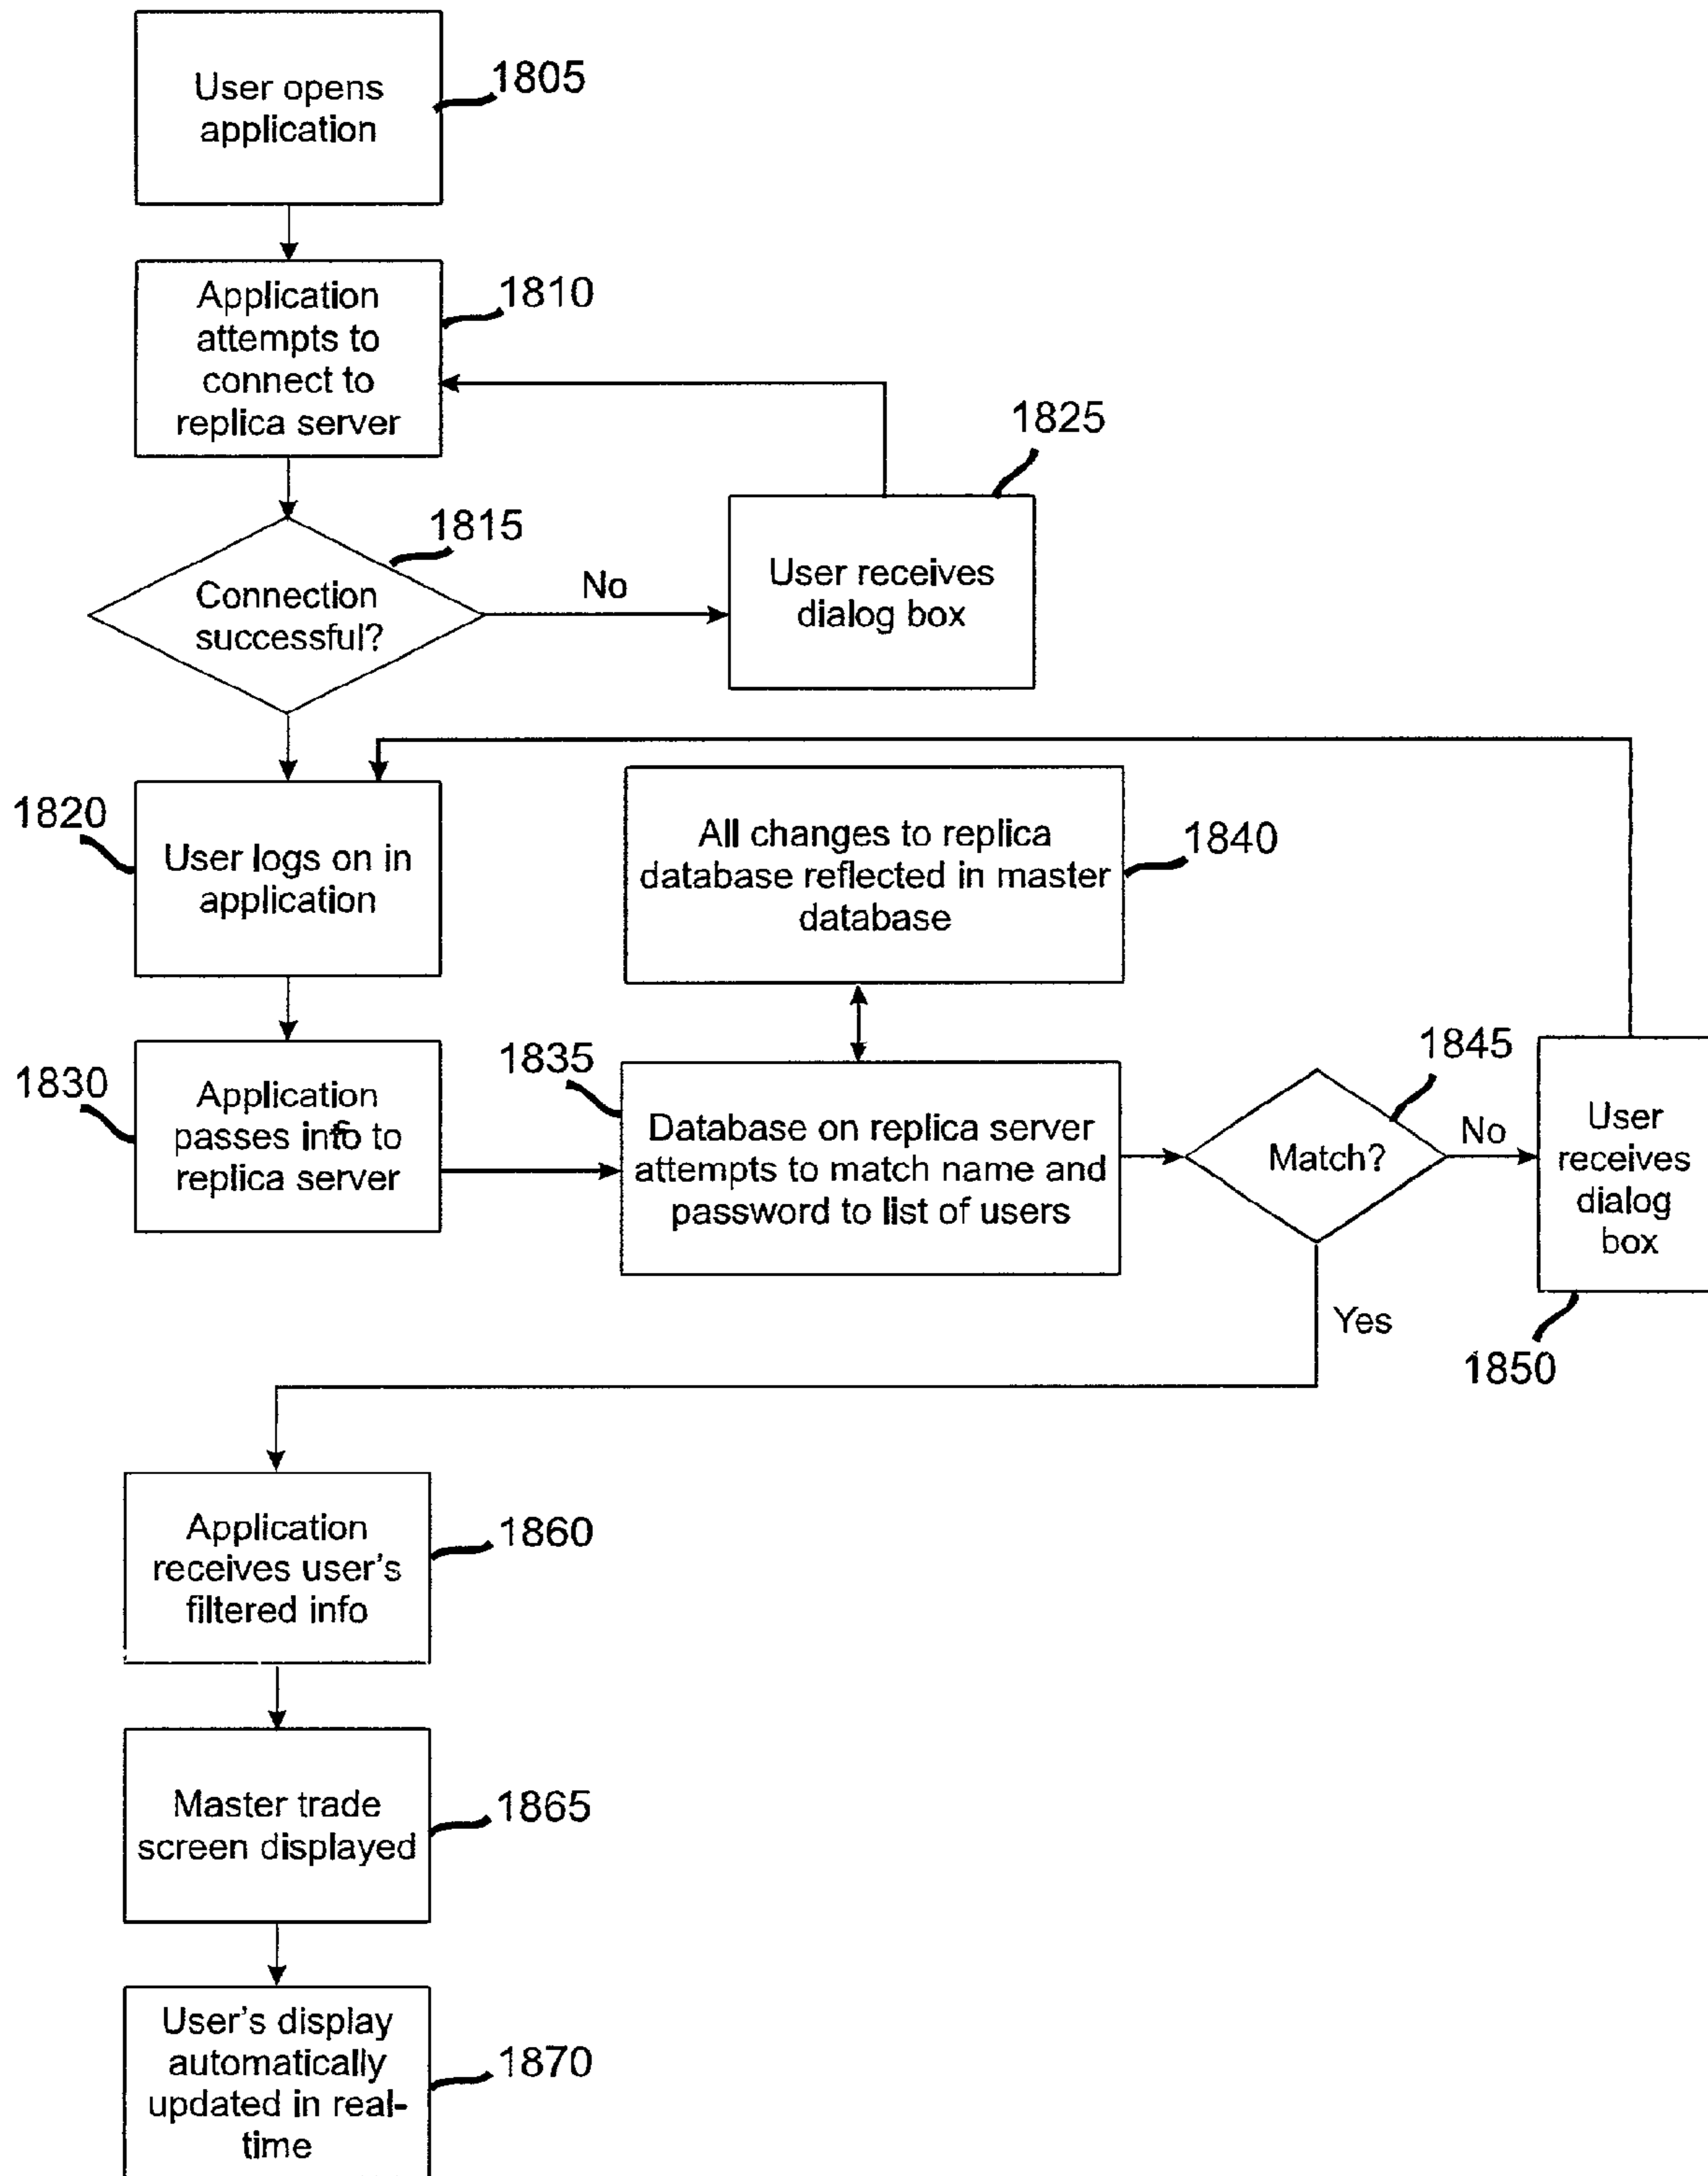 User opens
application
1805
Application
attempts to
connect to
replica server
1810
1825
1815
Connection
successful?
No
User receives
dialog box
1820
User logs on in
application
All changes to replica
database reflected in master
database
1840
1830
Application
passes info to
replica server
1835
Database on replica server
attempts to match name and
password to list of users
1845
Match?
No
User
receives
dialog
box
Yes
1850
Application
receives user's
filtered info
1860
Master trade
screen displayed
1865
User's display
automatically
updated in real-
time
1870